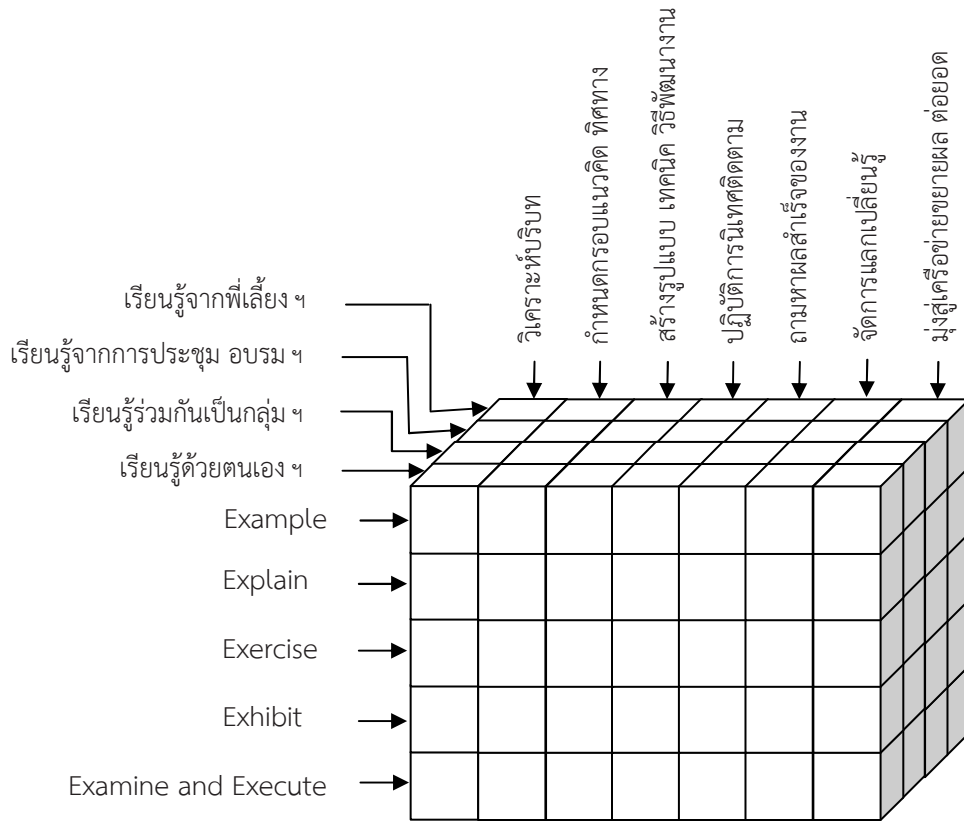 วิเคราะห์บริบท
กำหนดกรอบแนวคิด ทิศทาง
สร้างรูปแบบ เทคนิค วิธีพัฒนางาน
ปฏิบัติการนิเทศติดตาม
ถามหาผลสำเร็จของงาน
จัดการแลกเปลี่ยนรู้
มุ่งสู่เครือข่ายขยายผล ต่อยอด
เรียนรู้จากพี่เลี้ยง ฯ
เรียนรู้จากการประชุม อบรม ฯ
เรียนรู้ร่วมกันเป็นกลุ่ม ฯ
เรียนรู้ด้วยตนเอง ฯ
Example
Explain
Exercise
Exhibit
Examine and Execute